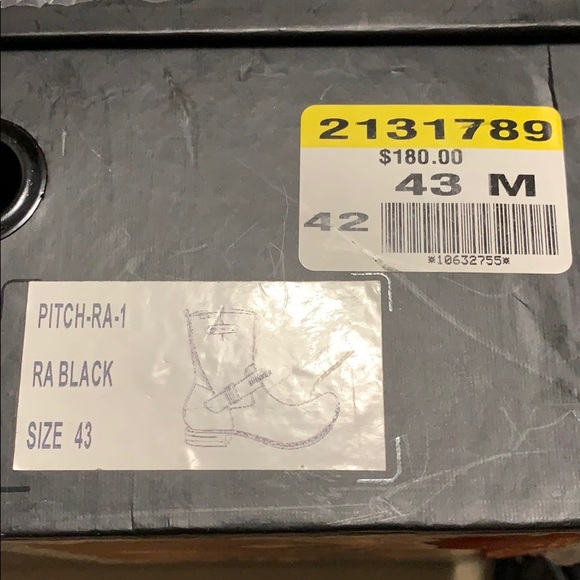 2131789
$180.00
43 M
42
*10632755*
PITCH-RA-1
RA BLACK
SIZE 43